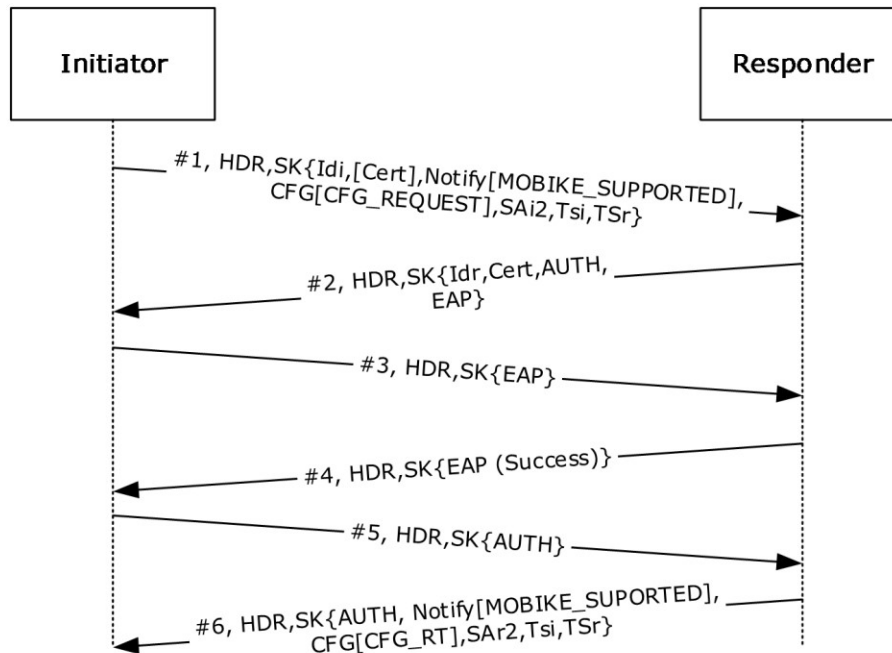 Initiator
Responder
#1, HDR,SK{Idi,[Cert],Notify[MOBIKE_SUPPORTED],
CFG[CFG_REQUEST],SAi2,Tsi,TSr}
#2, HDR,SK{Idr,Cert,AUTH,
EAP}
#3, HDR,SK{EAP}
#4, HDR,SK{EAP (Success)}
#5, HDR,SK{AUTH}
#6, HDR,SK{AUTH, Notify[MOBIKE_SUPORTED],
CFG[CFG_RT],SAr2,Tsi,TSr}